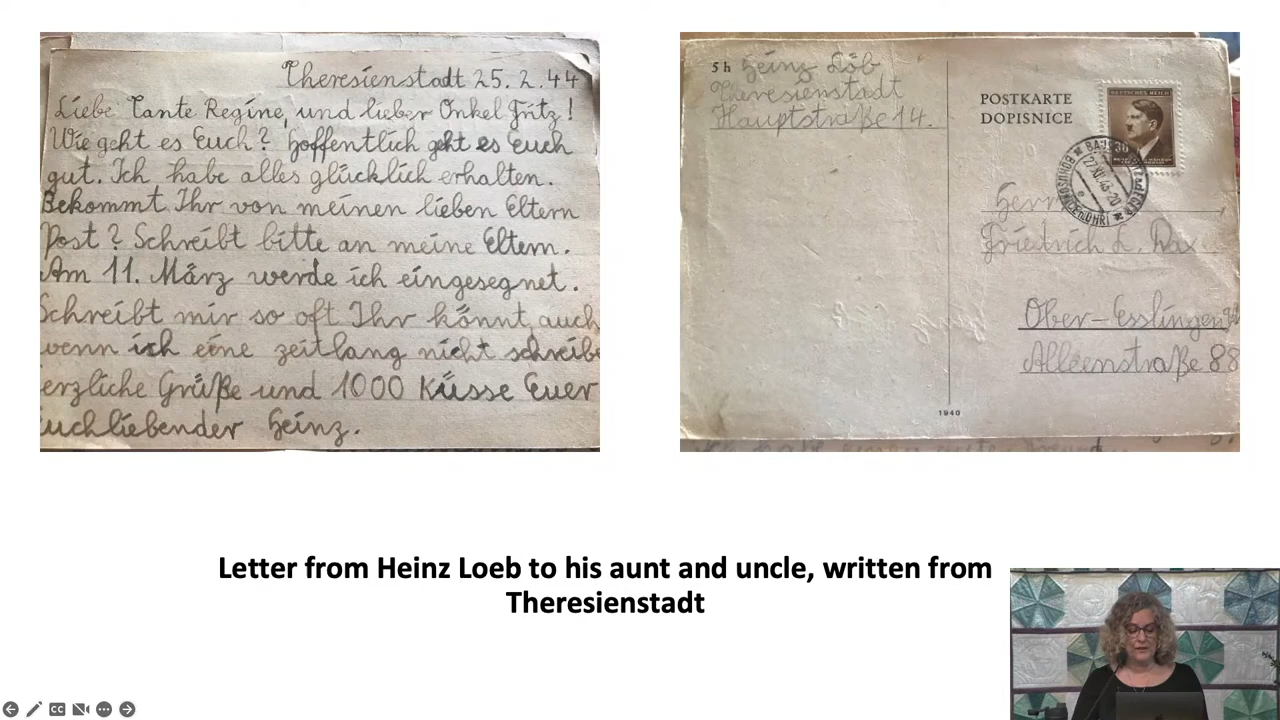 Theresienstadt 25. 2. 44
Liebe Tante Regine, und lieber Onkel Fritz!
Wie geht es Euch? Hoffentlich geht es Euch
gut. Ich habe alles glücklich erhalten.
Bekommt Ihr von meinen lieben Eltern
Post? Schreibt bitte an meine Eltern.
Am 11. März werde ich eingesegnet.
Schreibt mir so oft Ihr könnt, auch
wenn ich eine zeitlang nicht schreibe
erzliche Grüße und 1000 Küsse Euer
uchliebender Heinz.
5 h Heinz Löb
Theresienstadt
Hauptstraße 14.
POSTKARTE
DOPISNICE
DEUTSCHES REICH
Herrn
Friedrich L. Dax
Ober-Esslingen
Alleenstraße 88
1940
Letter from Heinz Loeb to his aunt and uncle, written from
Theresienstadt
CC